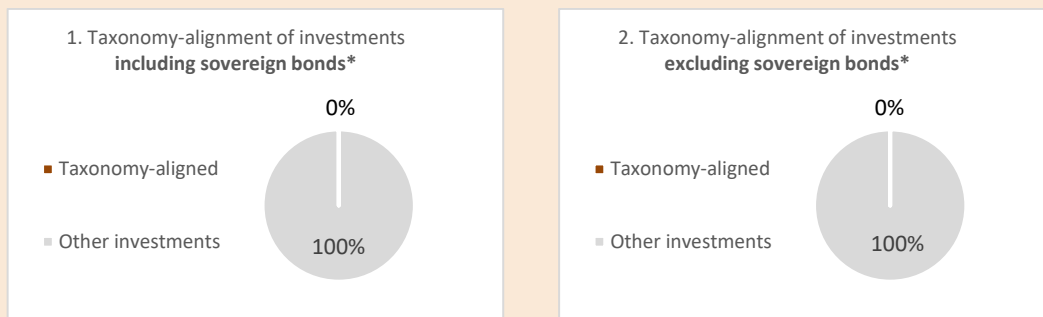 1. Taxonomy-alignment of investments
including sovereign bonds*
0%
Taxonomy-aligned
Other investments
100%
2. Taxonomy-alignment of investments
excluding sovereign bonds*
0%
Taxonomy-aligned
Other investments
100%